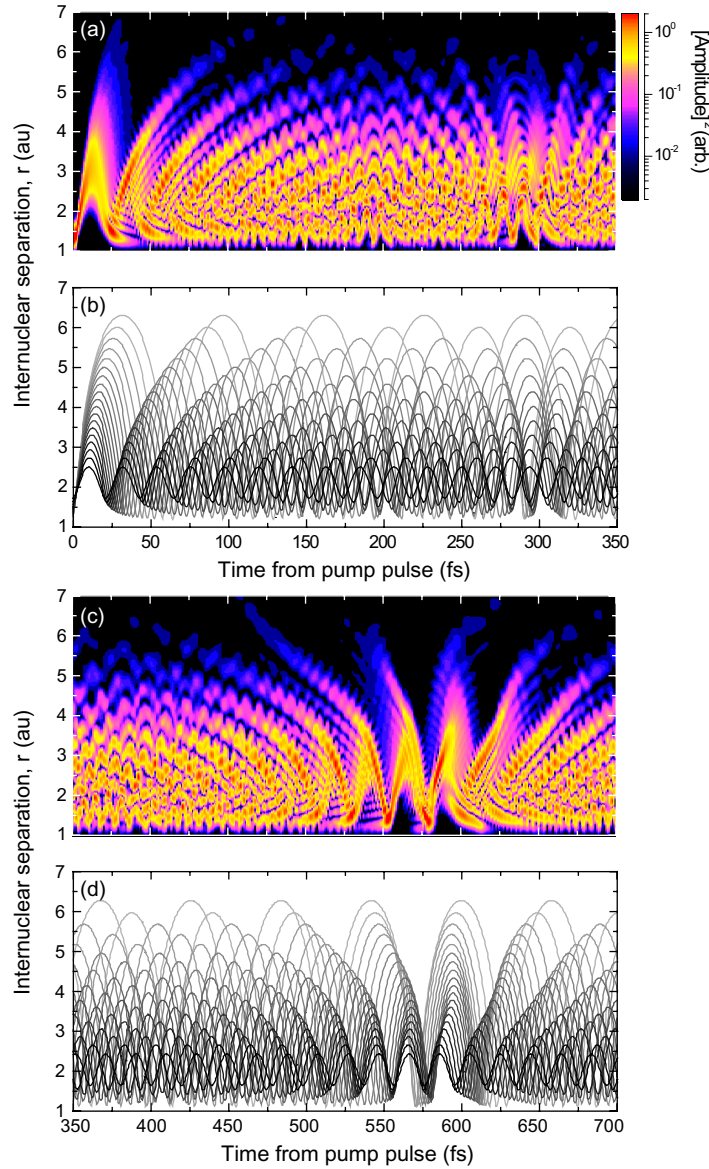 (a)
7
6
5
4
3
2
1
10⁰
10⁻¹
10⁻²
[Amplitude]² (arb.)
Internuclear separation, r (au)
(b)
7
6
5
4
3
2
1
0 50 100 150 200 250 300 350
Time from pump pulse (fs)
(c)
7
6
5
4
3
2
1
Internuclear separation, r (au)
(d)
7
6
5
4
3
2
1
350 400 450 500 550 600 650 700
Time from pump pulse (fs)